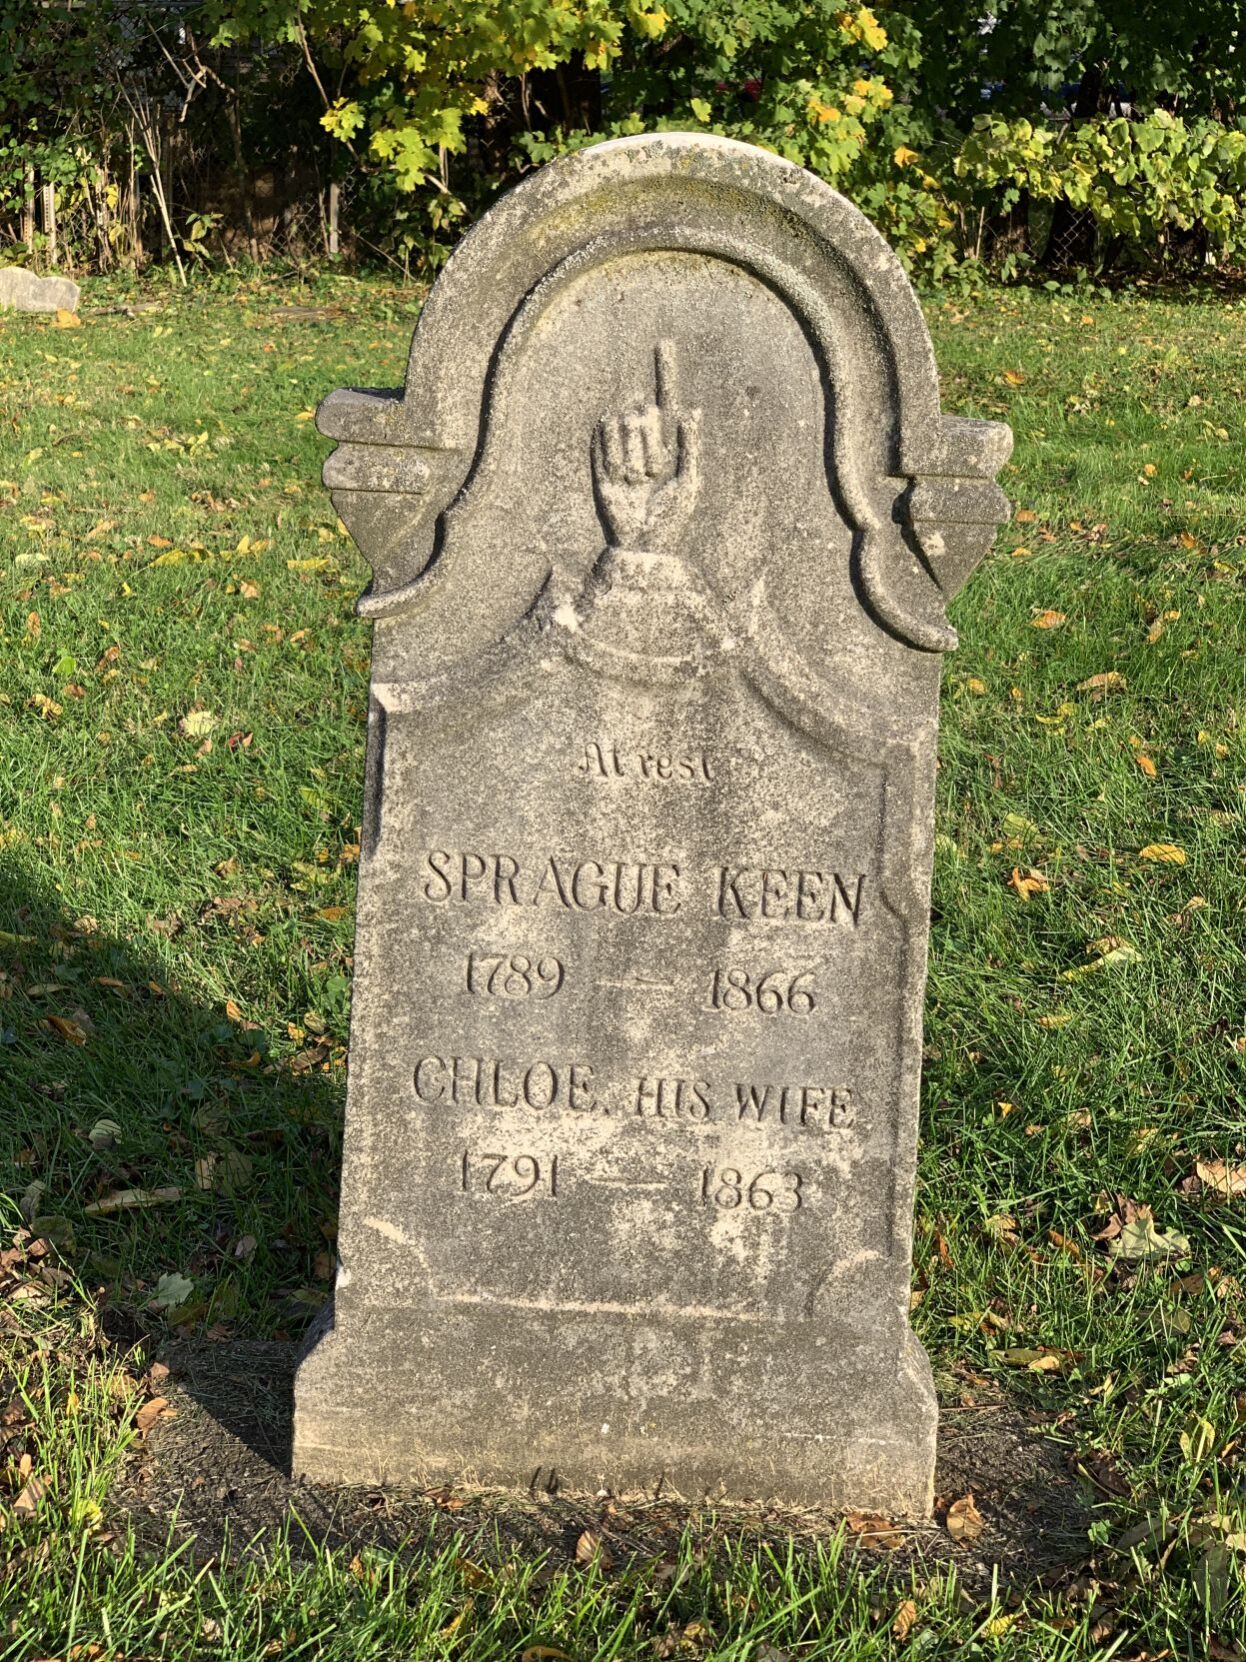 At rest
SPRAGUE KEEN
1789 — 1866
CHLOE. HIS WIFE.
1791 — 1863